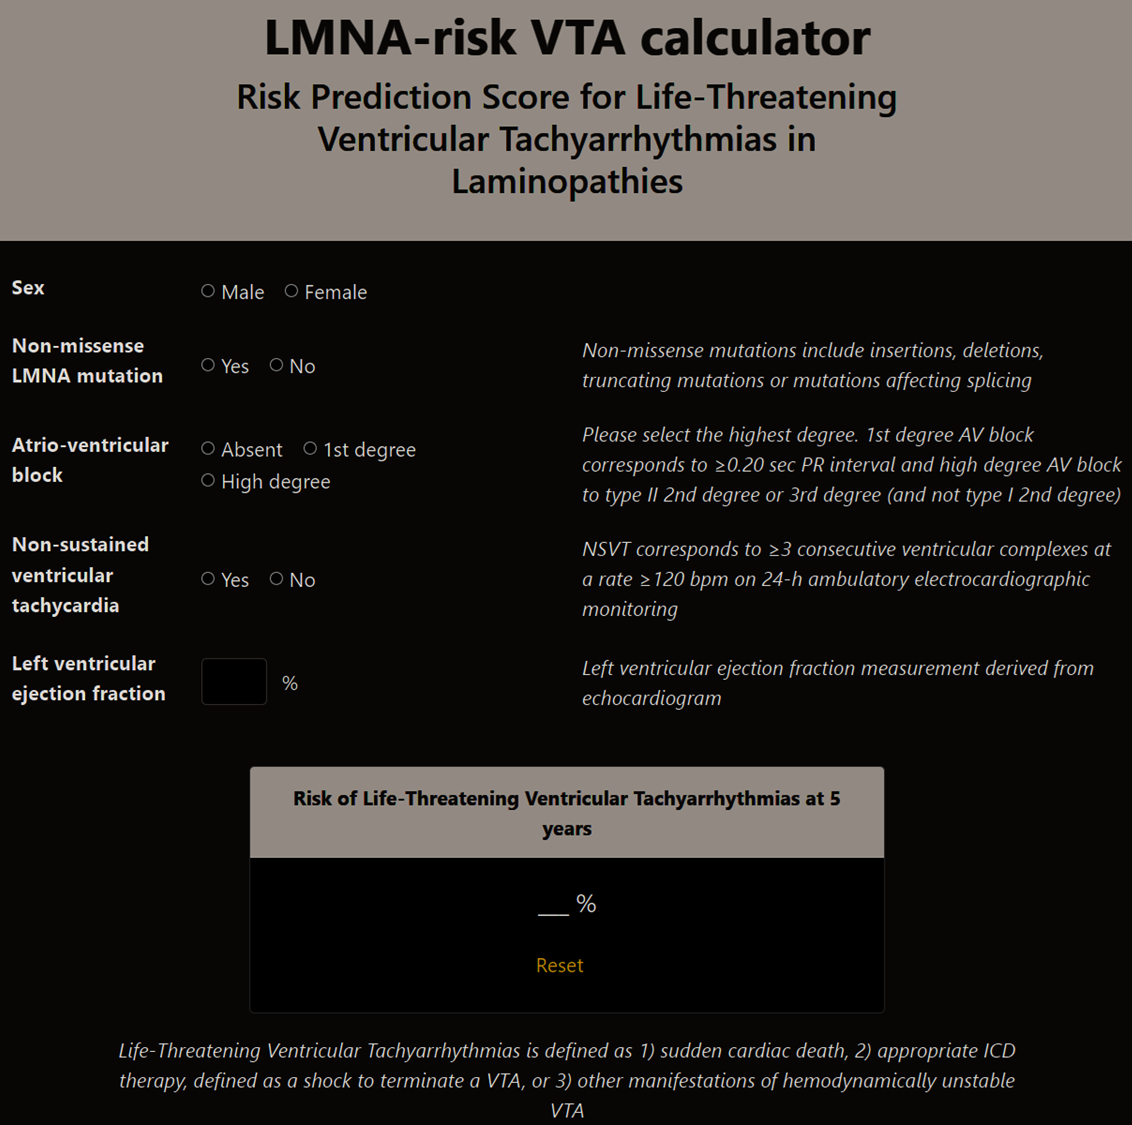 LMNA-risk VTA calculator
Risk Prediction Score for Life-Threatening
Ventricular Tachyarrhythmias in
Laminopathies
Sex
Male Female
Non-missense
LMNA mutation
Yes No
Non-missense mutations include insertions, deletions,
truncating mutations or mutations affecting splicing
Atrio-ventricular
block
Absent 1st degree
High degree
Please select the highest degree. 1st degree AV block
corresponds to ≥0.20 sec PR interval and high degree AV block
to type II 2nd degree or 3rd degree (and not type I 2nd degree)
Non-sustained
ventricular
tachycardia
Yes No
NSVT corresponds to ≥3 consecutive ventricular complexes at
a rate ≥120 bpm on 24-h ambulatory electrocardiographic
monitoring
Left ventricular
ejection fraction
%
Left ventricular ejection fraction measurement derived from
echocardiogram
Risk of Life-Threatening Ventricular Tachyarrhythmias at 5
years
___ %
Reset
Life-Threatening Ventricular Tachyarrhythmias is defined as 1) sudden cardiac death, 2) appropriate ICD
therapy, defined as a shock to terminate a VTA, or 3) other manifestations of hemodynamically unstable
VTA